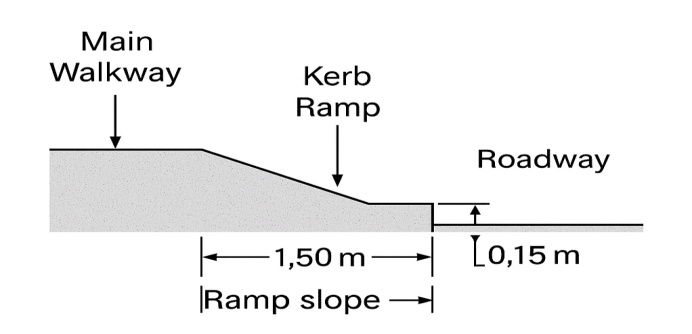 Main
Walkway
Kerb
Ramp
Roadway
1,50 m
0,15 m
Ramp slope